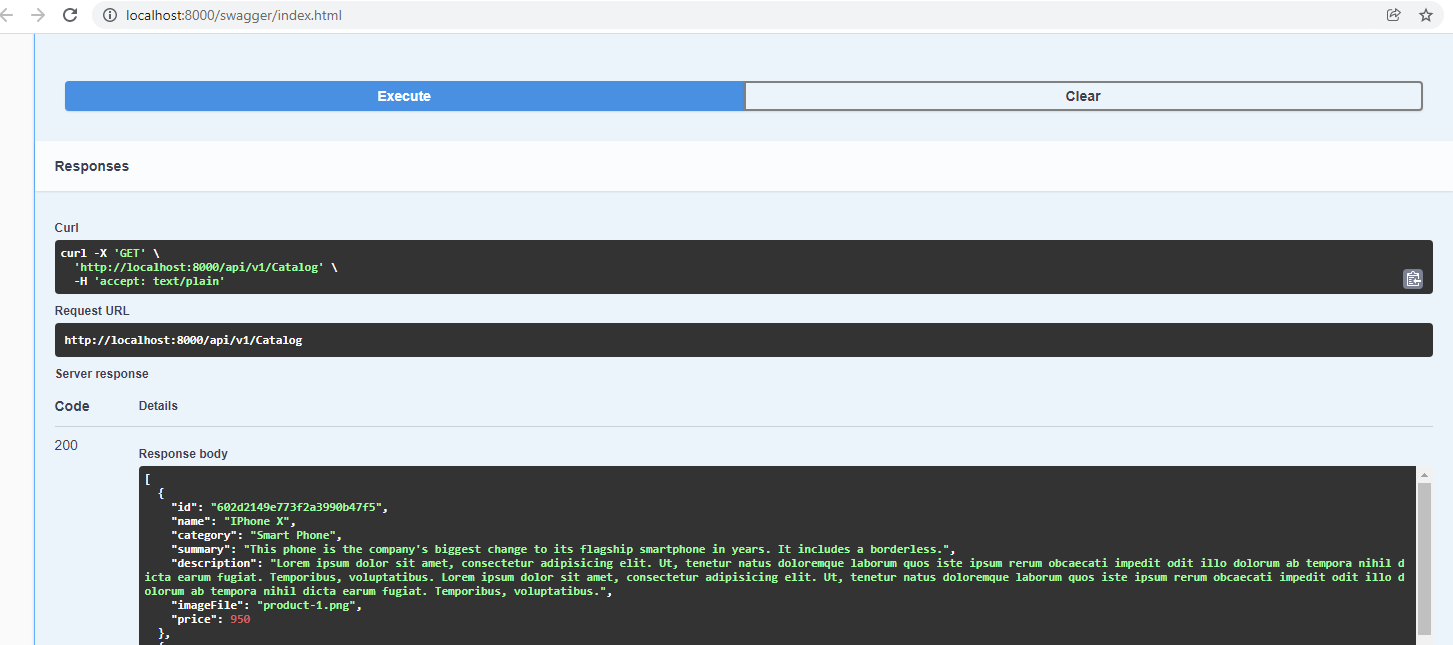 localhost:8000/swagger/index.html
Execute
Clear
Responses
Curl
curl -X 'GET' \
'http://localhost:8000/api/v1/Catalog' \
-H 'accept: text/plain'
Request URL
http://localhost:8000/api/v1/Catalog
Server response
Code
Details
200
Response body
[
{
"id": "602d2149e773f2a3990b47f5",
"name": "IPhone X",
"category": "Smart Phone",
"summary": "This phone is the company's biggest change to its flagship smartphone in years. It includes a borderless.",
"description": "Lorem ipsum dolor sit amet, consectetur adipisicing elit. Ut, tenetur natus doloremque laborum quos iste ipsum rerum obcaecati impedit odit illo dolorum ab tempora nihil d
icta earum fugiat. Temporibus, voluptatibus. Lorem ipsum dolor sit amet, consectetur adipisicing elit. Ut, tenetur natus doloremque laborum quos iste ipsum rerum obcaecati impedit odit illo d
olorum ab tempora nihil dicta earum fugiat. Temporibus, voluptatibus.",
"imageFile": "product-1.png",
"price": 950
},